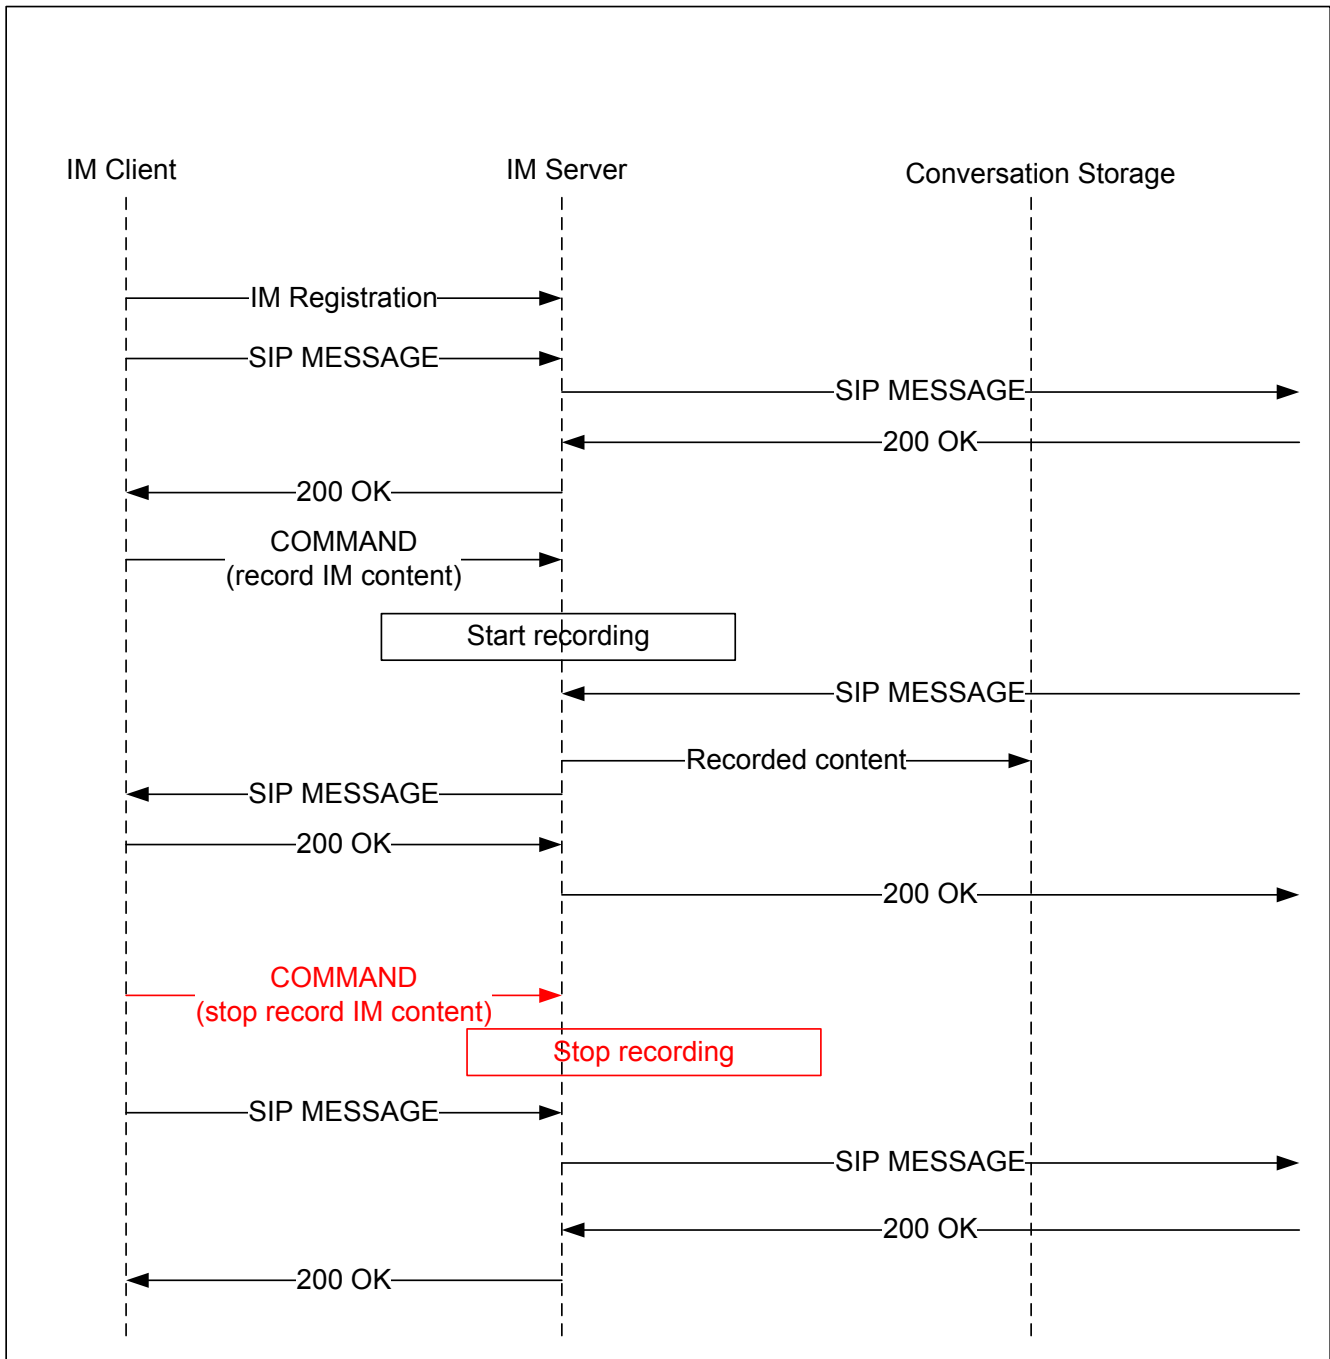 IM Client
IM Server
Conversation Storage
IM Registration
SIP MESSAGE
SIP MESSAGE
200 OK
200 OK
COMMAND
(record IM content)
Start recording
SIP MESSAGE
Recorded content
SIP MESSAGE
200 OK
200 OK
COMMAND
(stop record IM content)
Stop recording
SIP MESSAGE
SIP MESSAGE
200 OK
200 OK